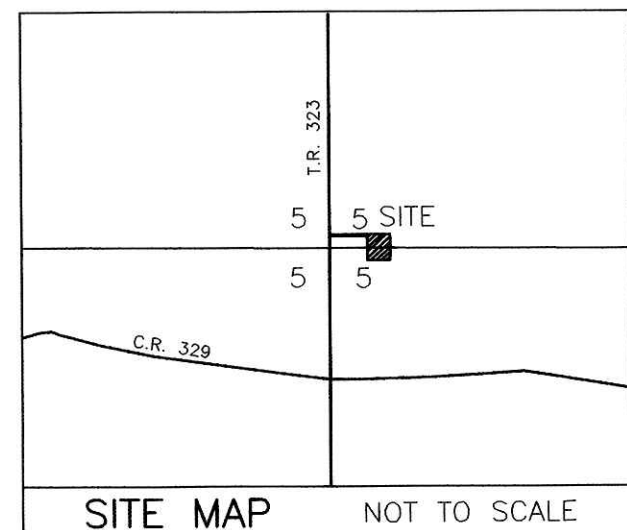 T.R. 323
5 5 SITE
5 5
C.R. 329
SITE MAP NOT TO SCALE